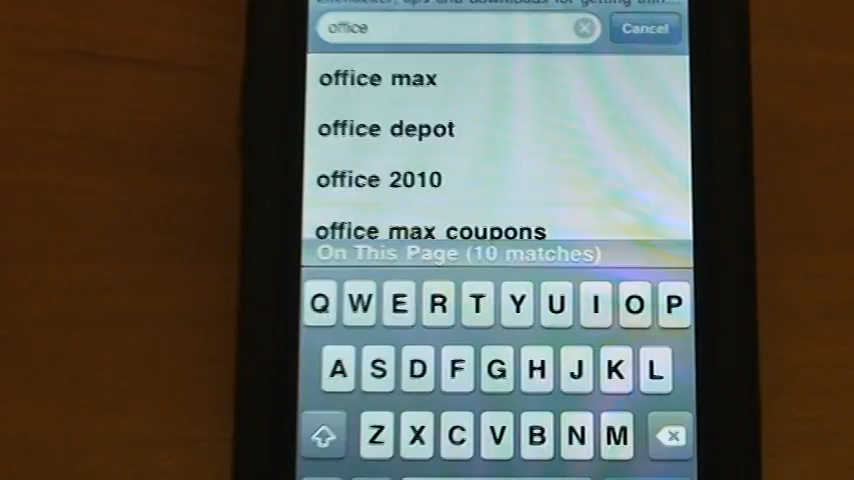 office
Cancel
office max
office depot
office 2010
office max coupons
On This Page (10 matches)
Q W E R T Y U I O P
A S D F G H J K L
Z X C V B N M